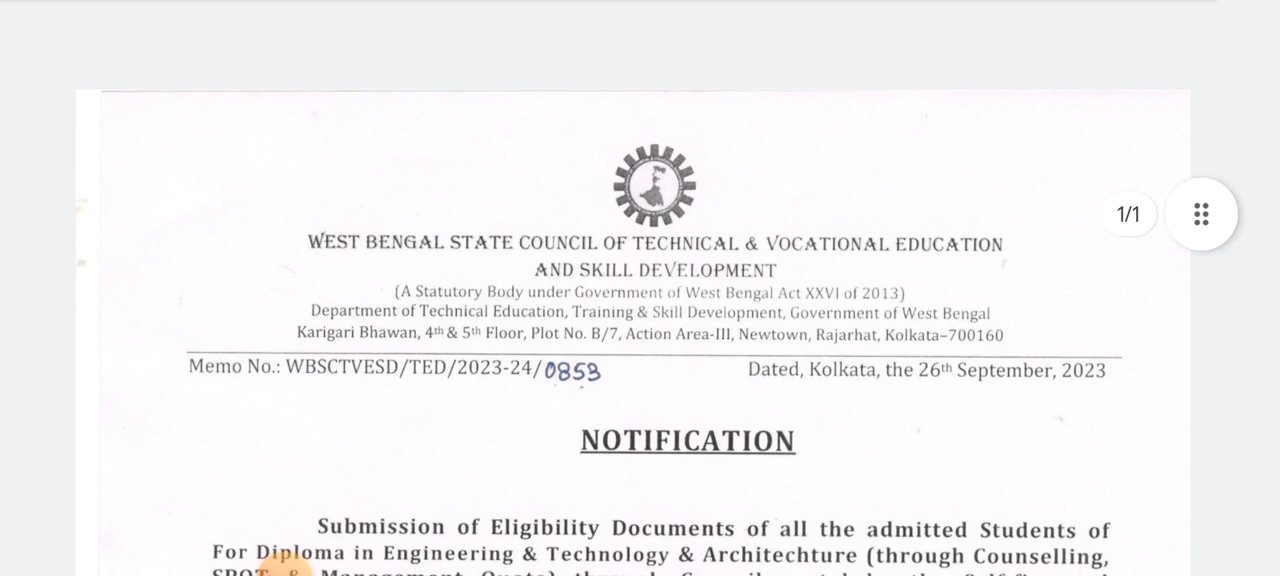 1/1
WEST BENGAL STATE COUNCIL OF TECHNICAL & VOCATIONAL EDUCATION
AND SKILL DEVELOPMENT
(A Statutory Body under Government of West Bengal Act XXVI of 2013)
Department of Technical Education, Training & Skill Development, Government of West Bengal
Karigari Bhawan, 4th & 5th Floor, Plot No. B/7, Action Area-III, Newtown, Rajarhat, Kolkata–700160
Memo No.: WBSCTVESD/TED/2023-24/0853 Dated, Kolkata, the 26th September, 2023
NOTIFICATION
Submission of Eligibility Documents of all the admitted Students of
For Diploma in Engineering & Technology & Architechture (through Counselling,